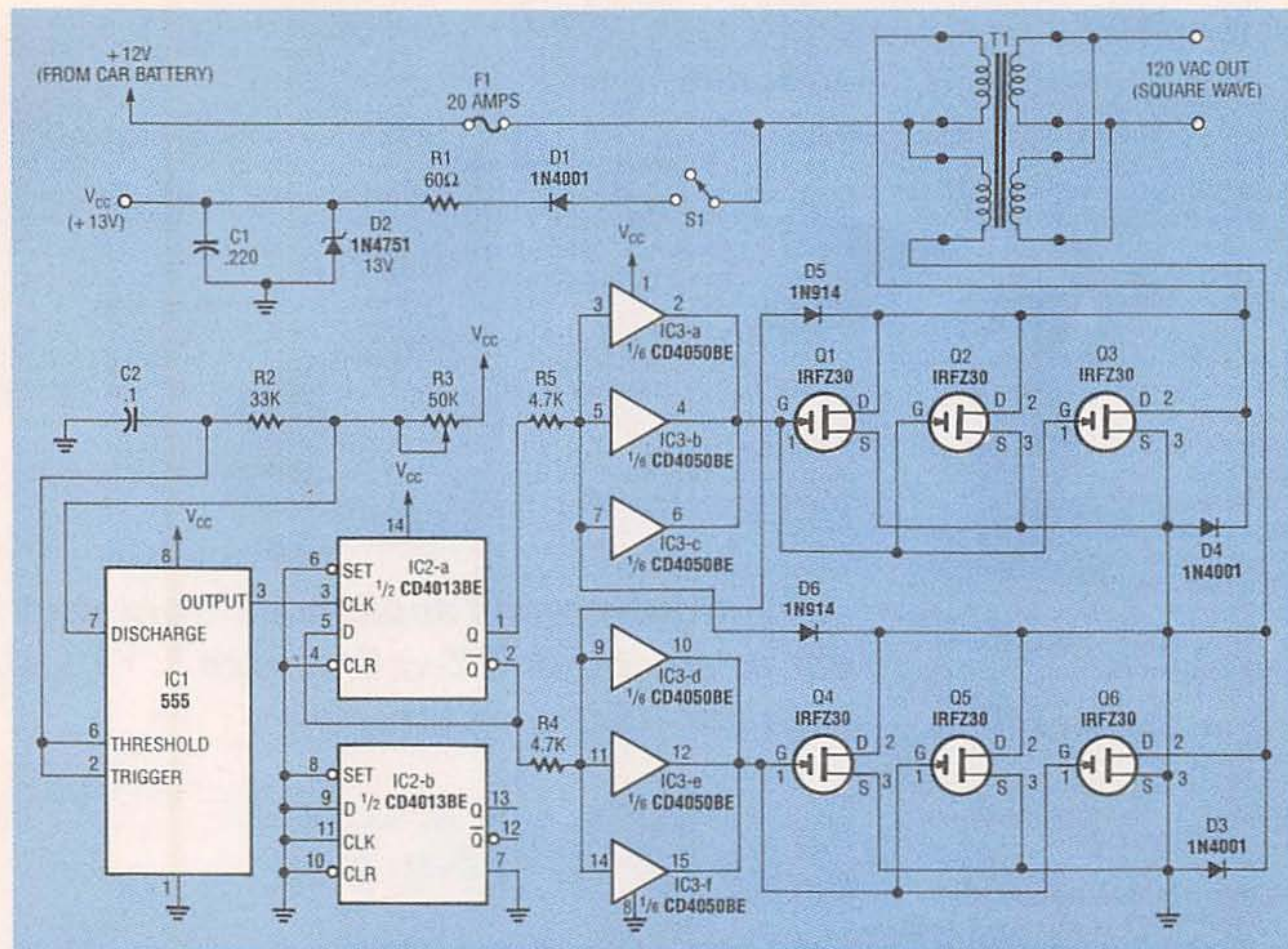 +12V
(FROM CAR BATTERY)
F1
20 AMPS
T1
120 VAC OUT
(SQUARE WAVE)
VCC
(+13V)
R1
60Ω
D1
1N4001
S1
C1
.220
D2
1N4751
13V
VCC
1
3
2
IC3-a
1/6 CD4050BE
D5
1N914
C2
.1
R2
33K
R3
50K
VCC
VCC
R5
4.7K
5
4
IC3-b
1/6 CD4050BE
7
6
IC3-c
1/6 CD4050BE
Q1
IRFZ30
G
1
D
S
Q2
IRFZ30
G
D
2
S
3
Q3
IRFZ30
G
1
D
2
S
3
D4
1N4001
VCC
8
OUTPUT
3
7
DISCHARGE
IC1
555
6
THRESHOLD
2
TRIGGER
1
14
IC2-a
1/2 CD4013BE
6
SET
3
CLK
5
D
4
CLR
Q
1
Q̅
2
IC2-b
1/2 CD4013BE
8
SET
9
D
11
CLK
10
CLR
Q
13
Q̅
12
7
R4
4.7K
D6
1N914
9
10
IC3-d
1/6 CD4050BE
11
12
IC3-e
1/6 CD4050BE
14
15
IC3-f
8
1/6 CD4050BE
Q4
IRFZ30
G
1
D
2
S
3
Q5
IRFZ30
G
1
D
2
S
3
Q6
IRFZ30
G
1
D
2
S
3
D3
1N4001